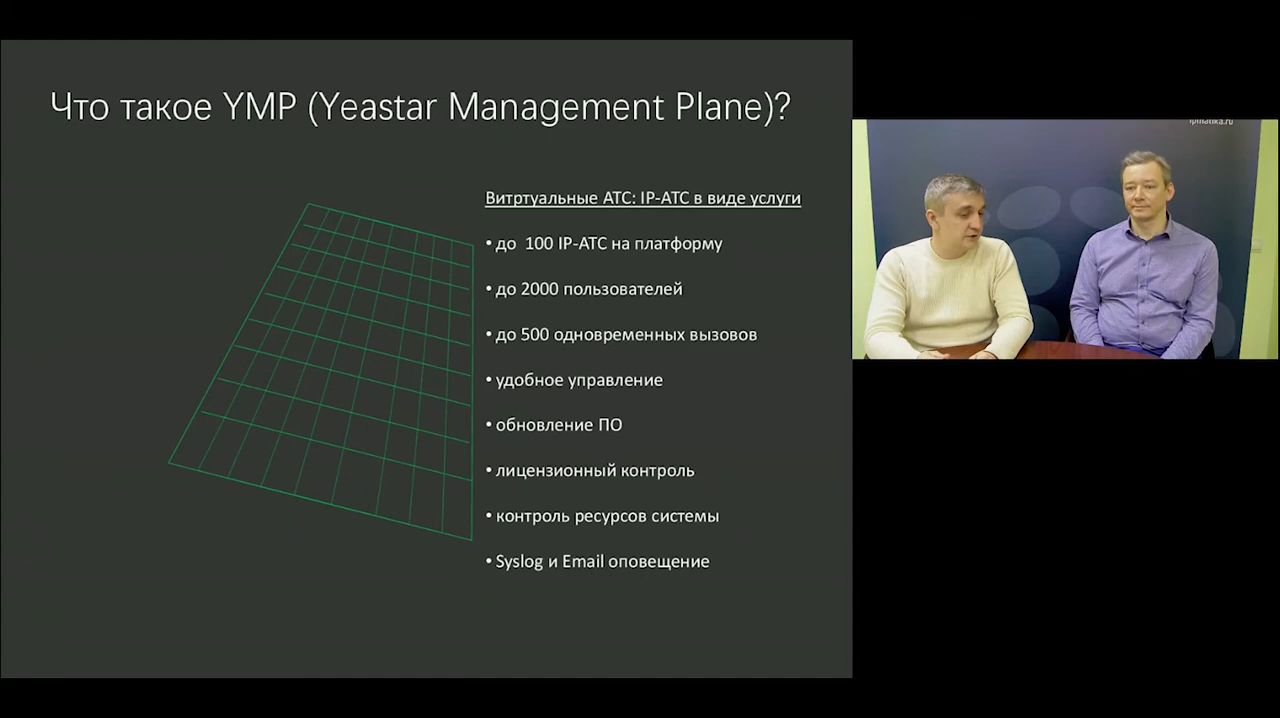 Что такое YMP (Yeastar Management Plane)?
Витртуальные АТС: IP-АТС в виде услуги
• до 100 IP-АТС на платформу
• до 2000 пользователей
• до 500 одновременных вызовов
• удобное управление
• обновление ПО
• лицензионный контроль
• контроль ресурсов системы
• Syslog и Email оповещение
ipmatika.ru